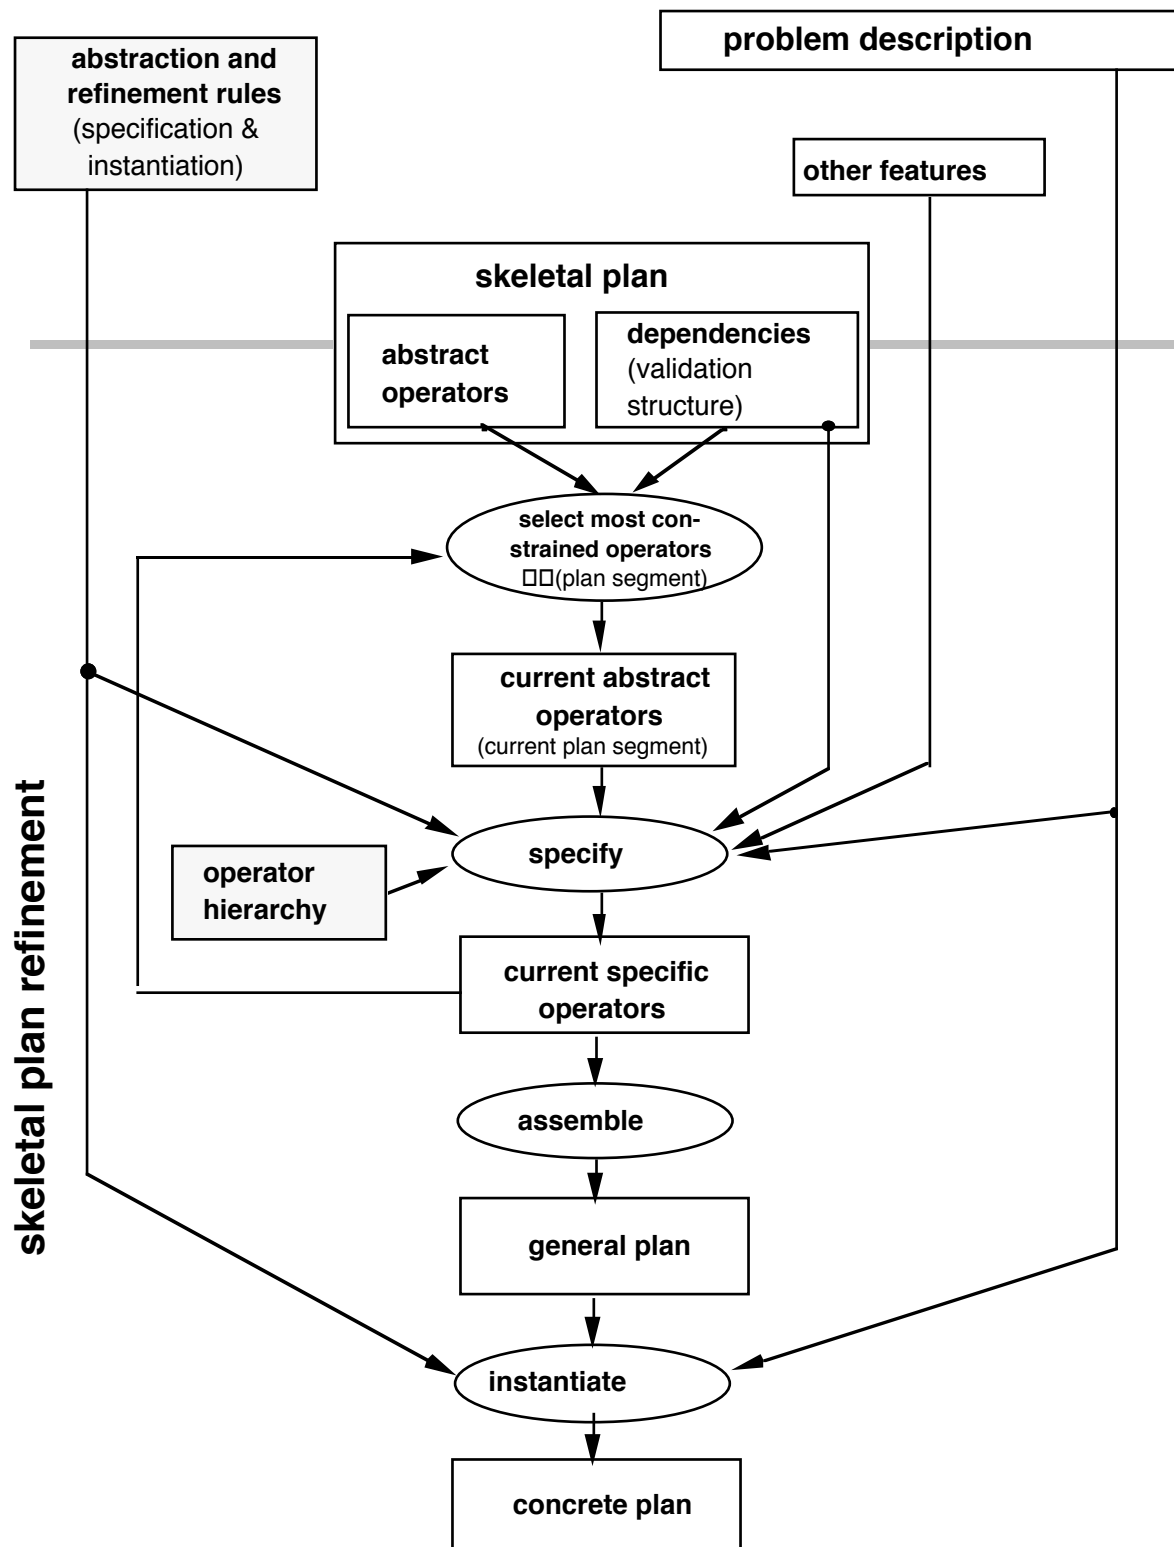 problem description
abstraction and
refinement rules
(specification &
instantiation)
other features
skeletal plan
abstract
operators
dependencies
(validation
structure)
select most con-
strained operators
□□(plan segment)
current abstract
operators
(current plan segment)
specify
operator
hierarchy
current specific
operators
skeletal plan refinement
assemble
general plan
instantiate
concrete plan